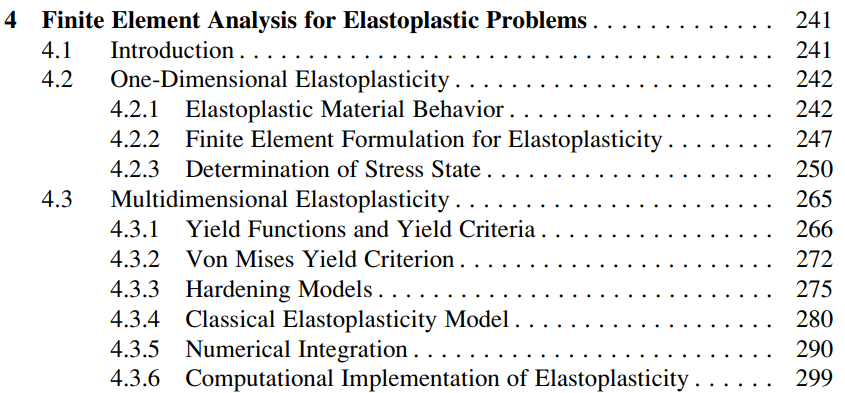 4 Finite Element Analysis for Elastoplastic Problems . . . . . . . . . . . . . 241
4.1 Introduction . . . . . . . . . . . . . . . . . . . . . . . . . . . . . . . . . . . . . . . 241
4.2 One-Dimensional Elastoplasticity . . . . . . . . . . . . . . . . . . . . . . . 242
4.2.1 Elastoplastic Material Behavior . . . . . . . . . . . . . . . . . . . 242
4.2.2 Finite Element Formulation for Elastoplasticity . . . . . . . . 247
4.2.3 Determination of Stress State . . . . . . . . . . . . . . . . . . . . . 250
4.3 Multidimensional Elastoplasticity . . . . . . . . . . . . . . . . . . . . . . . 265
4.3.1 Yield Functions and Yield Criteria . . . . . . . . . . . . . . . . . 266
4.3.2 Von Mises Yield Criterion . . . . . . . . . . . . . . . . . . . . . . . 272
4.3.3 Hardening Models . . . . . . . . . . . . . . . . . . . . . . . . . . . . . 275
4.3.4 Classical Elastoplasticity Model . . . . . . . . . . . . . . . . . . . 280
4.3.5 Numerical Integration . . . . . . . . . . . . . . . . . . . . . . . . . . 290
4.3.6 Computational Implementation of Elastoplasticity . . . . . . 299